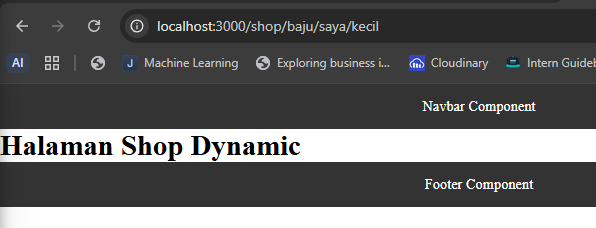 localhost:3000/shop/baju/saya/kecil
AI Machine Learning Exploring business i... Cloudinary Intern Guideb
Navbar Component
Halaman Shop Dynamic
Footer Component